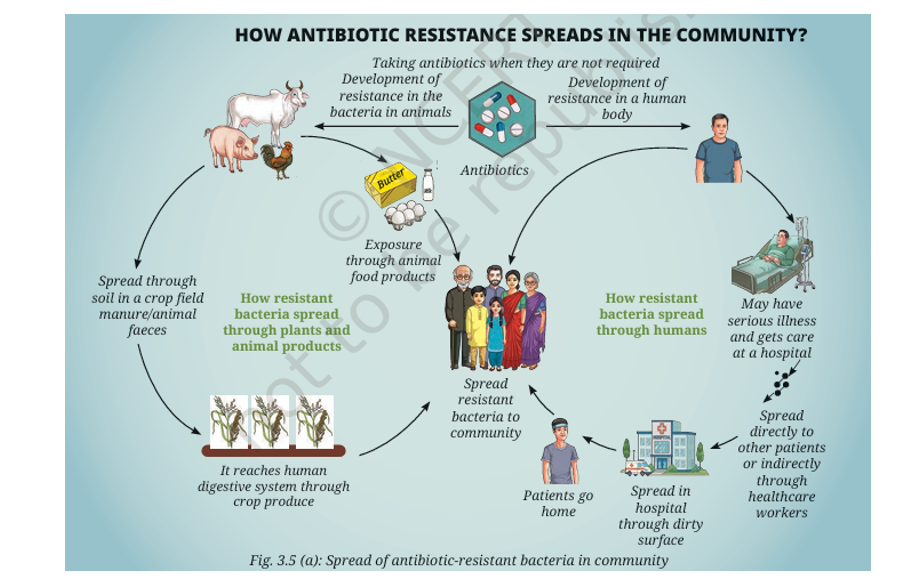 HOW ANTIBIOTIC RESISTANCE SPREADS IN THE COMMUNITY?
Taking antibiotics when they are not required
Development of
resistance in the
bacteria in animals
Development of
resistance in a human
body
Antibiotics
Butter
Exposure
through animal
food products
Spread through
soil in a crop field
manure/animal
faeces
How resistant
bacteria spread
through plants and
animal products
How resistant
bacteria spread
through humans
May have
serious illness
and gets care
at a hospital
Spread
resistant
bacteria to
community
Spread
directly to
other patients
or indirectly
through
healthcare
workers
HOSPITAL
It reaches human
digestive system through
crop produce
Patients go
home
Spread in
hospital
through dirty
surface
Fig. 3.5 (a): Spread of antibiotic-resistant bacteria in community
© NCERT
not to be republish